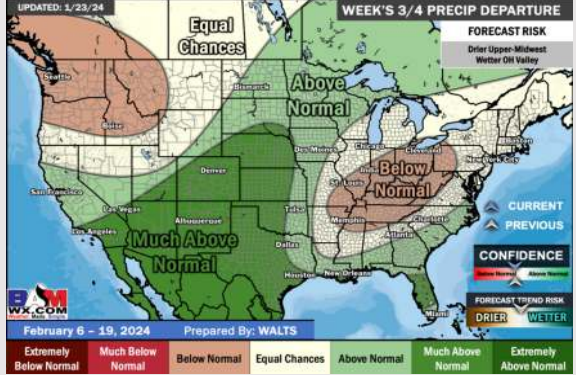 UPDATED: 1/23/24
WEEK'S 3/4 PRECIP DEPARTURE
FORECAST RISK
Drier Upper-Midwest
Wetter OH Valley
Equal
Chances
Seattle
Boise
Bismarck
Above
Normal
Des Moines
Chicago
Cleveland
Boston
New York City
Denver
St. Louis
Below
Normal
San Francisco
Las Vegas
Los Angeles
Albuquerque
Tulsa
Memphis
Charlotte
Atlanta
Much Above
Normal
Dallas
Houston
New Orleans
Miami
CURRENT
PREVIOUS
CONFIDENCE
Below Normal
Above Normal
FORECAST TREND RISK
DRIER
WETTER
BAM
WX.COM
February 6 – 19, 2024
Prepared By: WALTS
Extremely
Below Normal
Much Below
Normal
Below Normal
Equal Chances
Above Normal
Much Above
Normal
Extremely
Above Normal